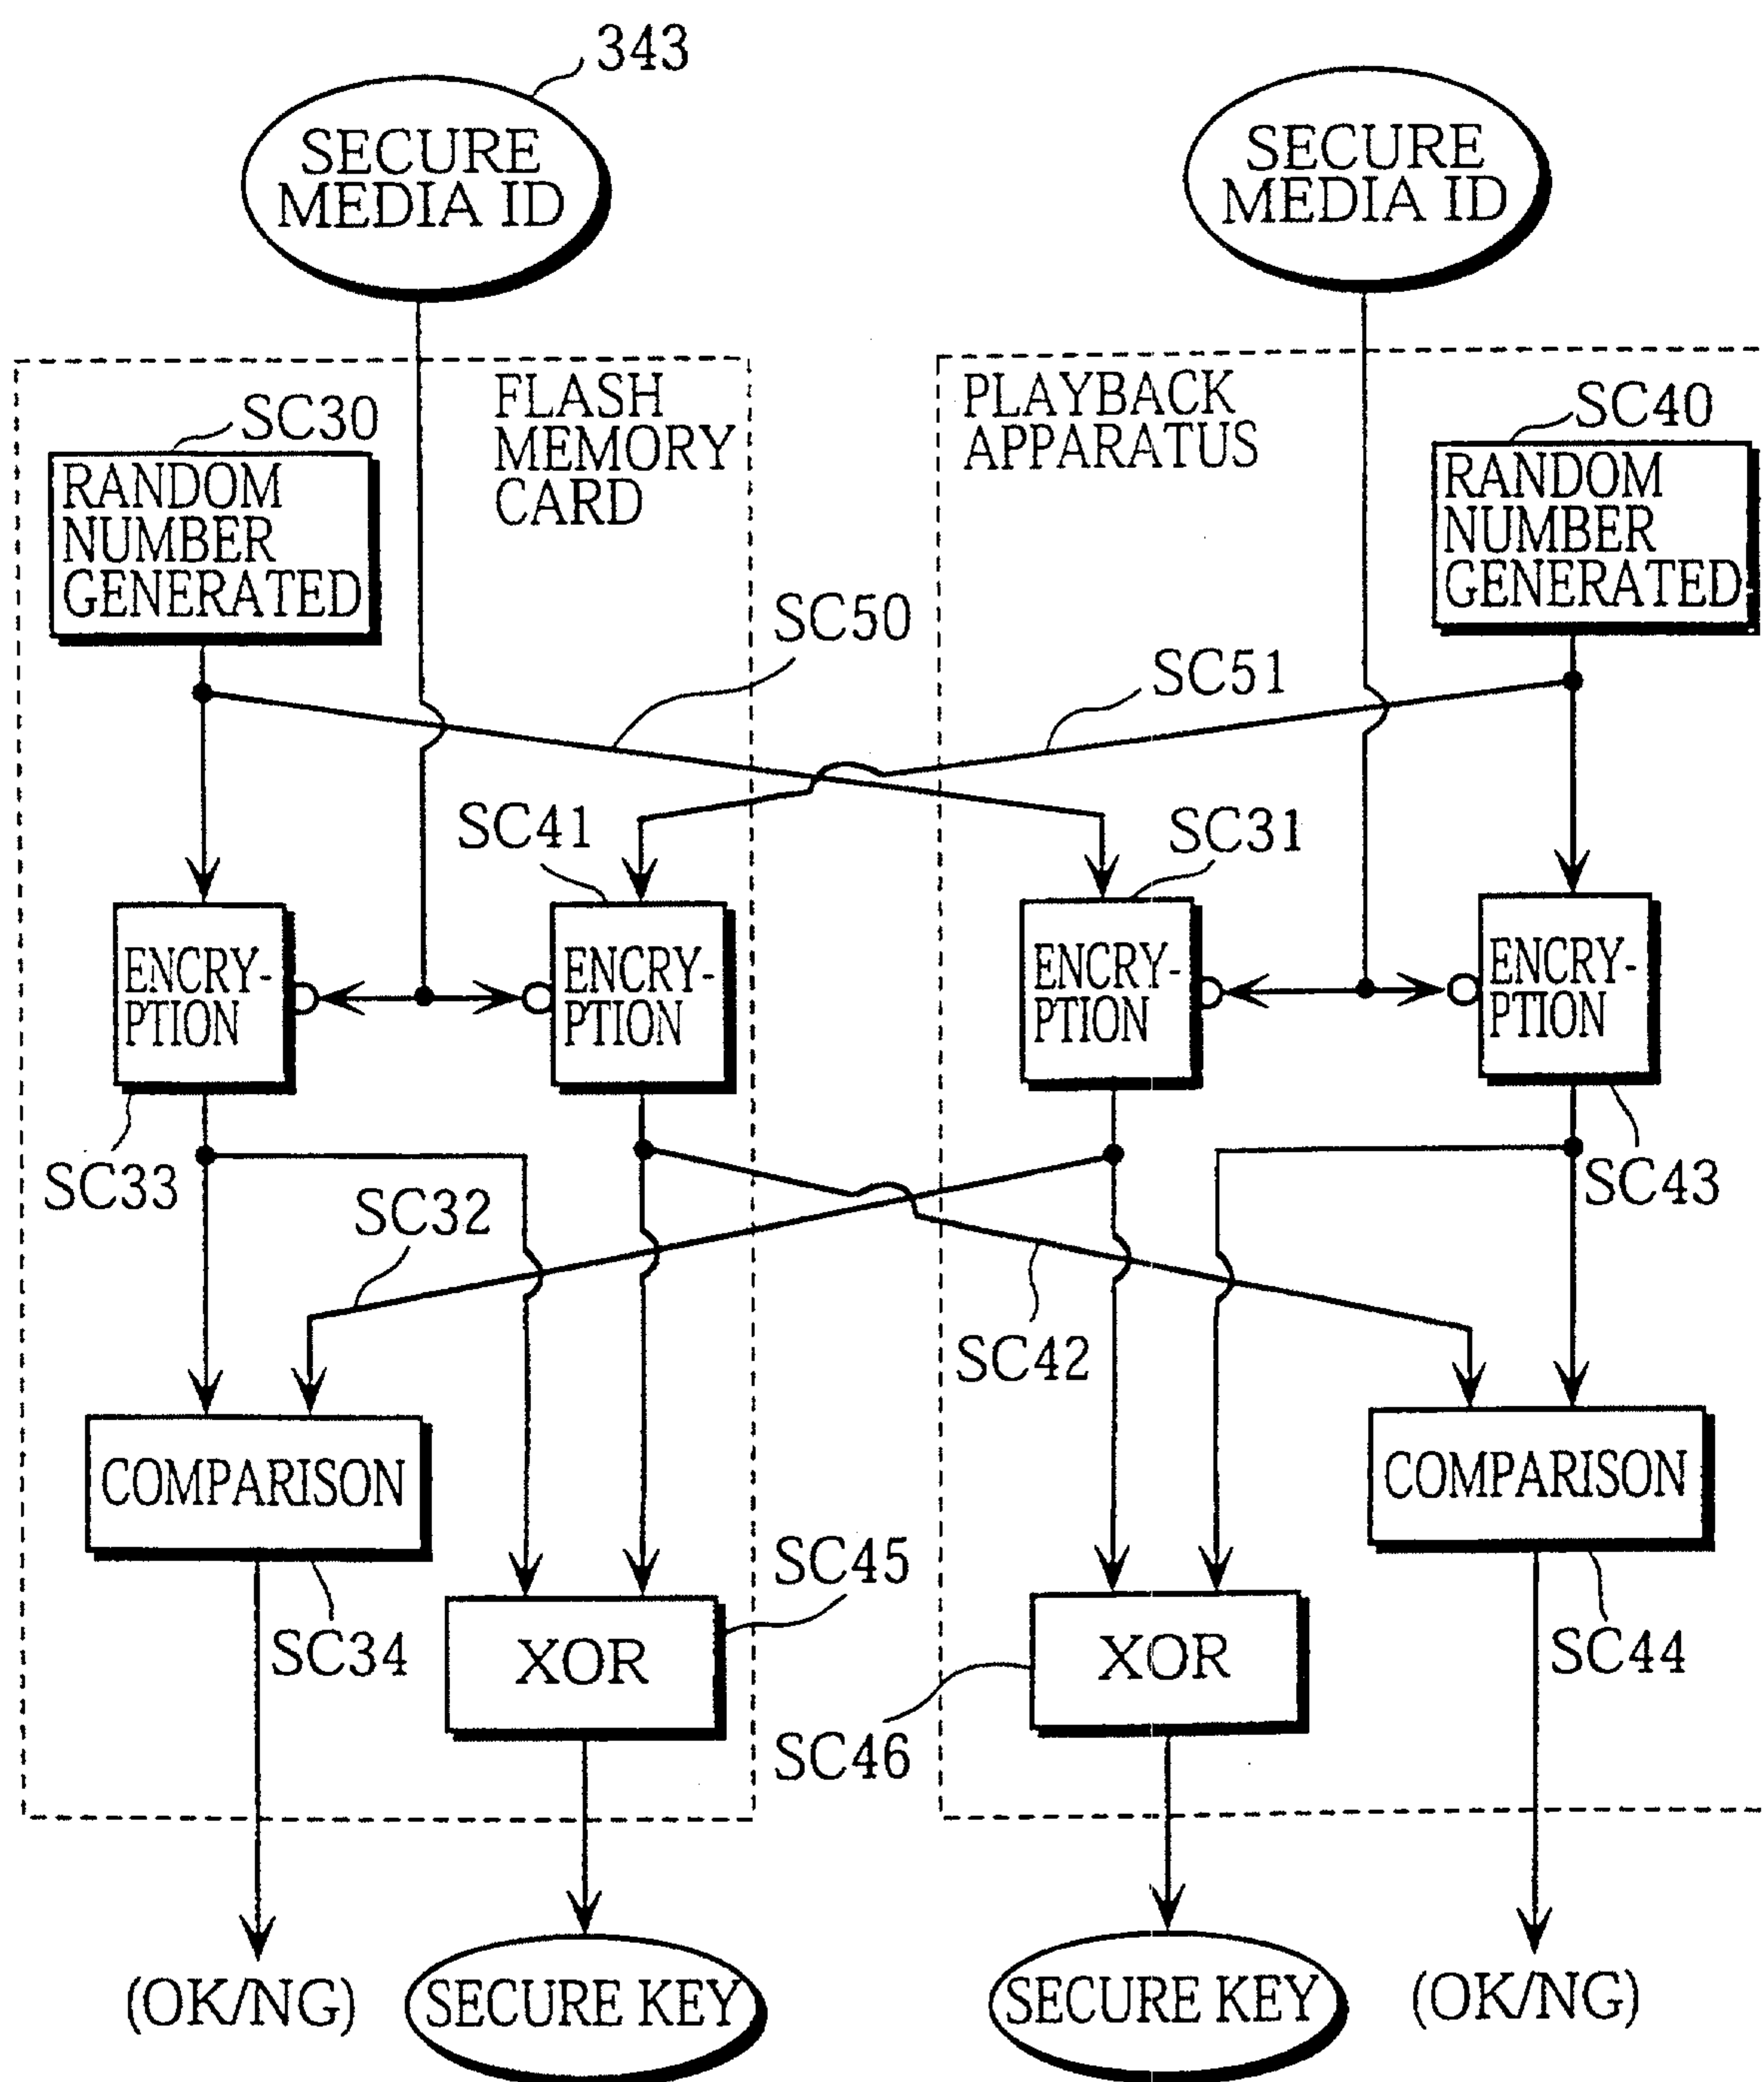 343
SECURE
MEDIA ID
SECURE
MEDIA ID
FLASH
MEMORY
CARD
PLAYBACK
APPARATUS
SC30
RANDOM
NUMBER
GENERATED
SC40
RANDOM
NUMBER
GENERATED
SC50
SC51
SC41
SC31
ENCRY-
PTION
ENCRY-
PTION
ENCRY-
PTION
ENCRY-
PTION
SC33
SC43
SC32
SC42
COMPARISON
COMPARISON
SC45
SC34
XOR
XOR
SC44
SC46
(OK/NG)
SECURE KEY
SECURE KEY
(OK/NG)